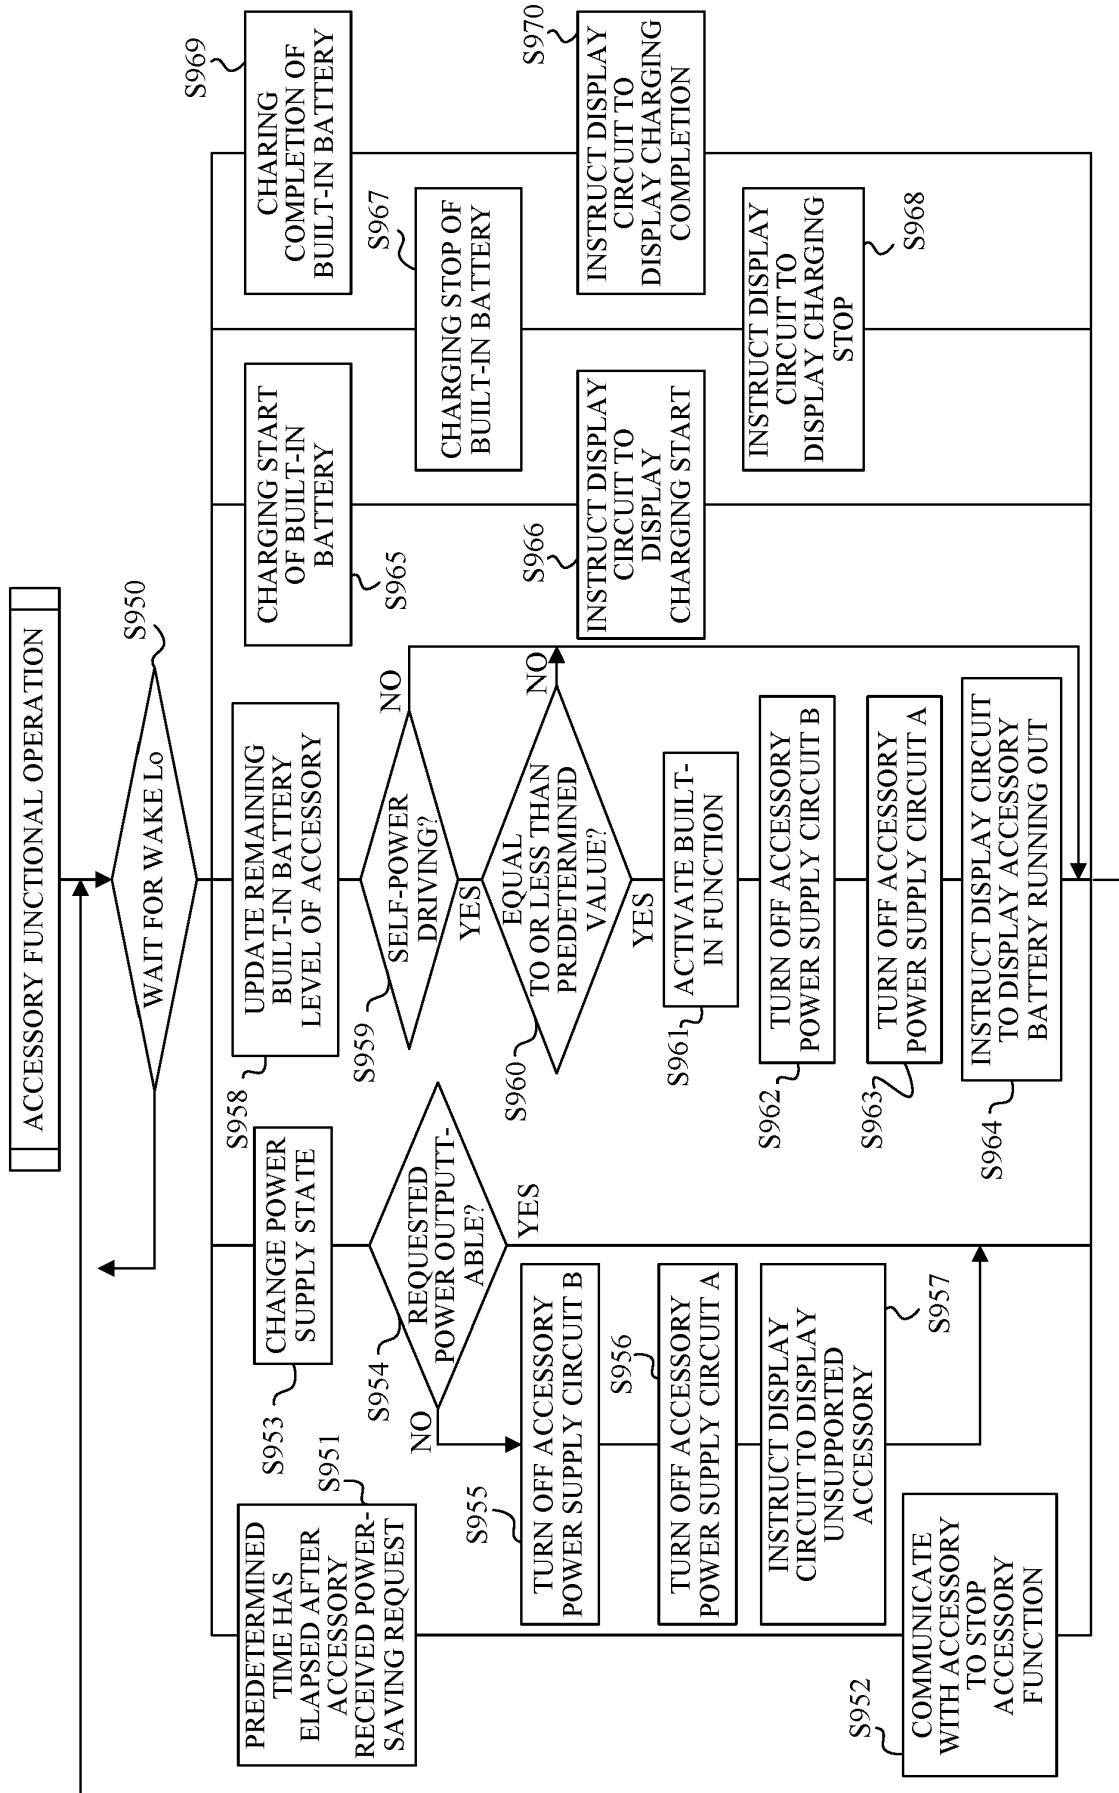 ACCESSORY FUNCTIONAL OPERATION
WAIT FOR WAKE Lo
S950
PREDETERMINED
TIME HAS
ELAPSED AFTER
ACCESSORY
RECEIVED POWER-
SAVING REQUEST
S951
COMMUNICATE
WITH ACCESSORY
TO STOP
ACCESSORY
FUNCTION
S952
CHANGE POWER
SUPPLY STATE
S953
REQUESTED
POWER OUTPUTT-
ABLE?
S954
NO
YES
TURN OFF ACCESSORY
POWER SUPPLY CIRCUIT B
S955
TURN OFF ACCESSORY
POWER SUPPLY CIRCUIT A
S956
INSTRUCT DISPLAY
CIRCUIT TO DISPLAY
UNSUPPORTED
ACCESSORY
S957
UPDATE REMAINING
BUILT-IN BATTERY
LEVEL OF ACCESSORY
S958
SELF-POWER
DRIVING?
S959
NO
YES
EQUAL
TO OR LESS THAN
PREDETERMINED
VALUE?
S960
NO
YES
ACTIVATE BUILT-
IN FUNCTION
S961
TURN OFF ACCESSORY
POWER SUPPLY CIRCUIT B
S962
TURN OFF ACCESSORY
POWER SUPPLY CIRCUIT A
S963
INSTRUCT DISPLAY CIRCUIT
TO DISPLAY ACCESSORY
BATTERY RUNNING OUT
S964
CHARGING START
OF BUILT-IN
BATTERY
S965
INSTRUCT DISPLAY
CIRCUIT TO
DISPLAY
CHARGING START
S966
CHARGING STOP OF
BUILT-IN BATTERY
S967
INSTRUCT DISPLAY
CIRCUIT TO
DISPLAY CHARGING
STOP
S968
CHARING
COMPLETION OF
BUILT-IN BATTERY
S969
INSTRUCT DISPLAY
CIRCUIT TO
DISPLAY CHARGING
COMPLETION
S970